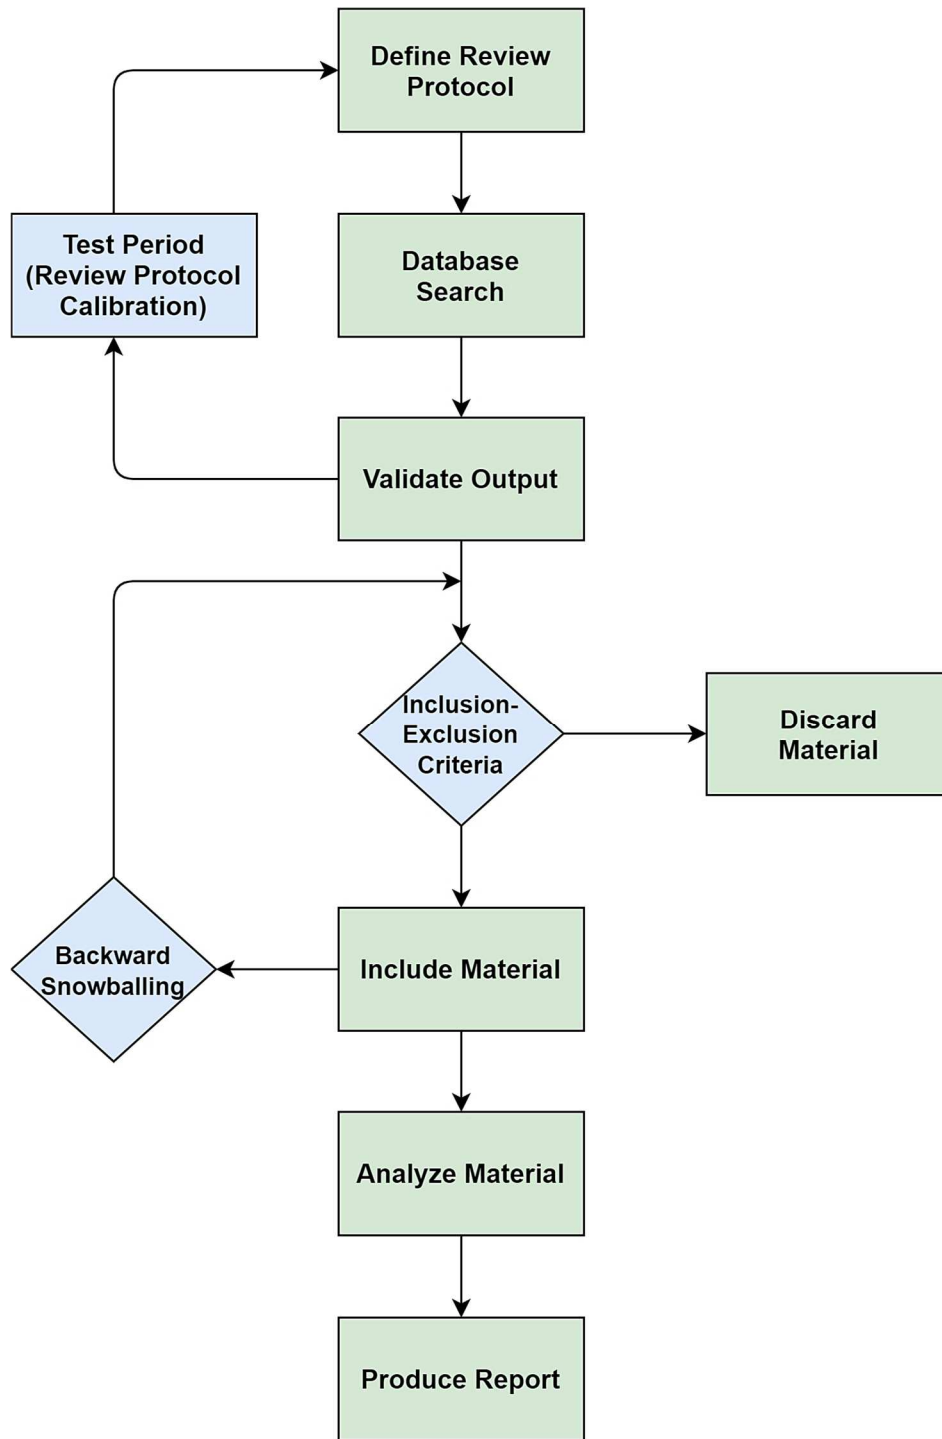 Define Review
Protocol
Test Period
(Review Protocol
Calibration)
Database
Search
Validate Output
Inclusion-
Exclusion
Criteria
Discard
Material
Backward
Snowballing
Include Material
Analyze Material
Produce Report